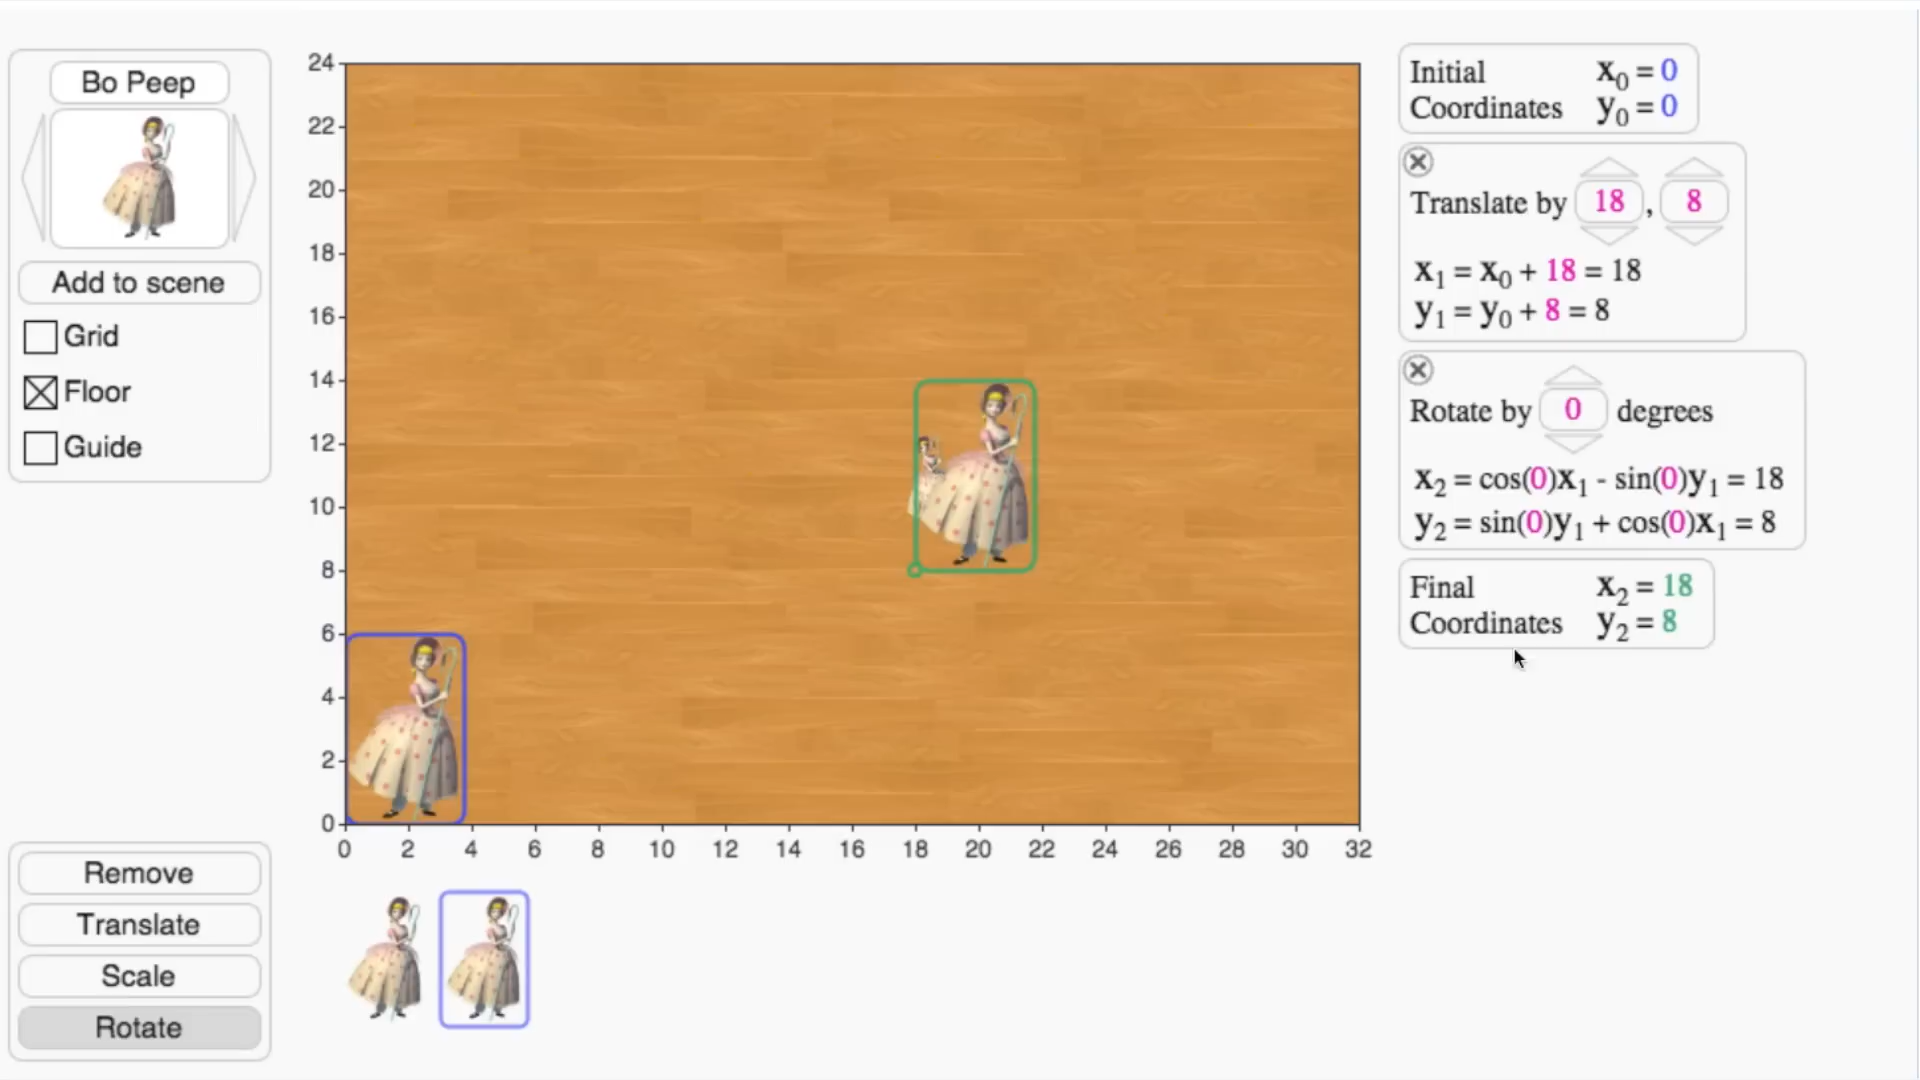 Bo Peep
Add to scene
Grid
Floor
Guide
Remove
Translate
Scale
Rotate
24
22
20
18
16
14
12
10
8
6
4
2
0
0 2 4 6 8 10 12 14 16 18 20 22 24 26 28 30 32
Initial x₀ = 0
Coordinates y₀ = 0
Translate by 18 , 8
x₁ = x₀ + 18 = 18
y₁ = y₀ + 8 = 8
Rotate by 0 degrees
x₂ = cos(0)x₁ - sin(0)y₁ = 18
y₂ = sin(0)y₁ + cos(0)x₁ = 8
Final x₂ = 18
Coordinates y₂ = 8